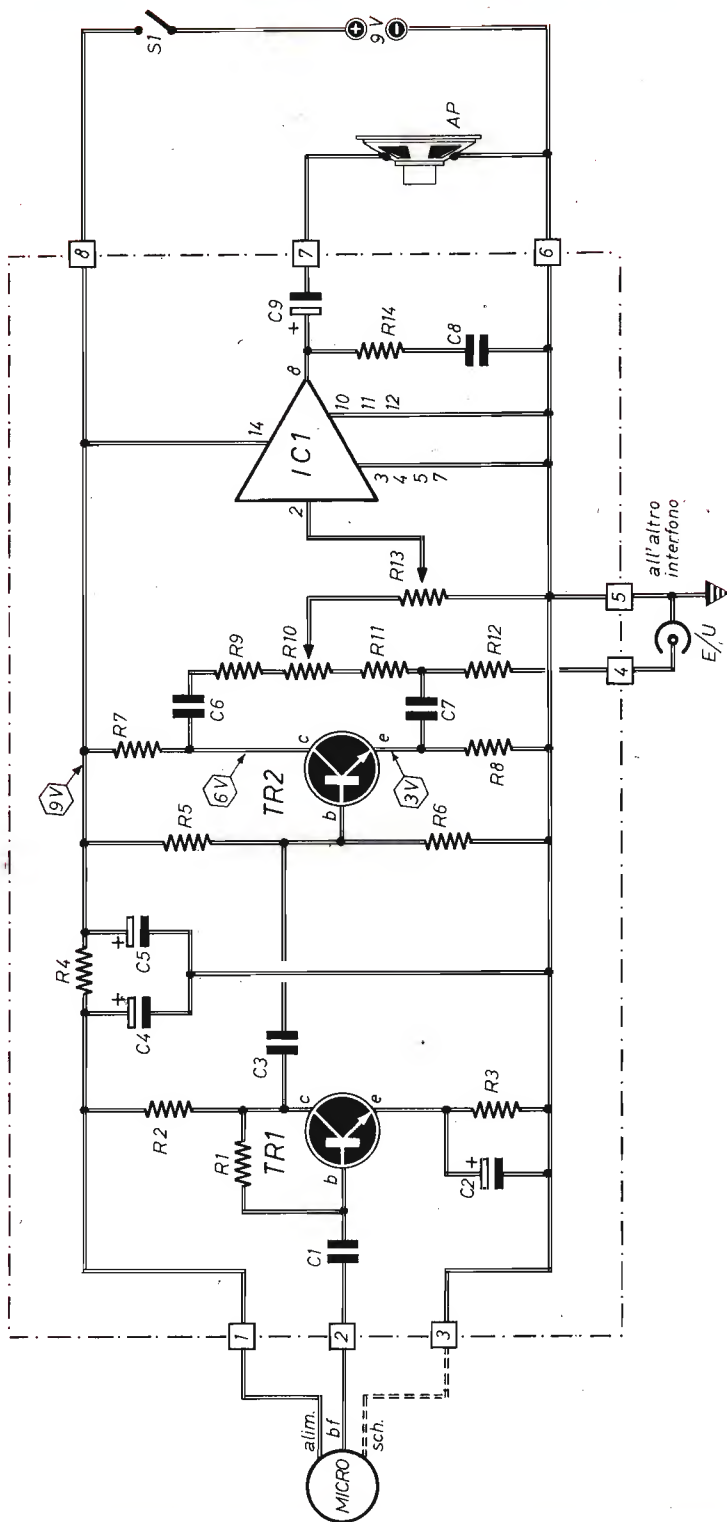 MICRO
alim.
bf
sch.
1
2
3
C1
R1
R2
TR1
b
c
e
C2
+
R3
C3
C4
+
R4
C5
+
9V
R5
R6
TR2
b
c
e
6V
3V
R7
R8
C6
C7
R9
R10
R11
R12
R13
4
5
E/U
all'altro
interfono
IC1
2
14
8
3
4
5
7
10
11
12
C9
+
R14
C8
8
7
6
AP
S1
+
9V
-